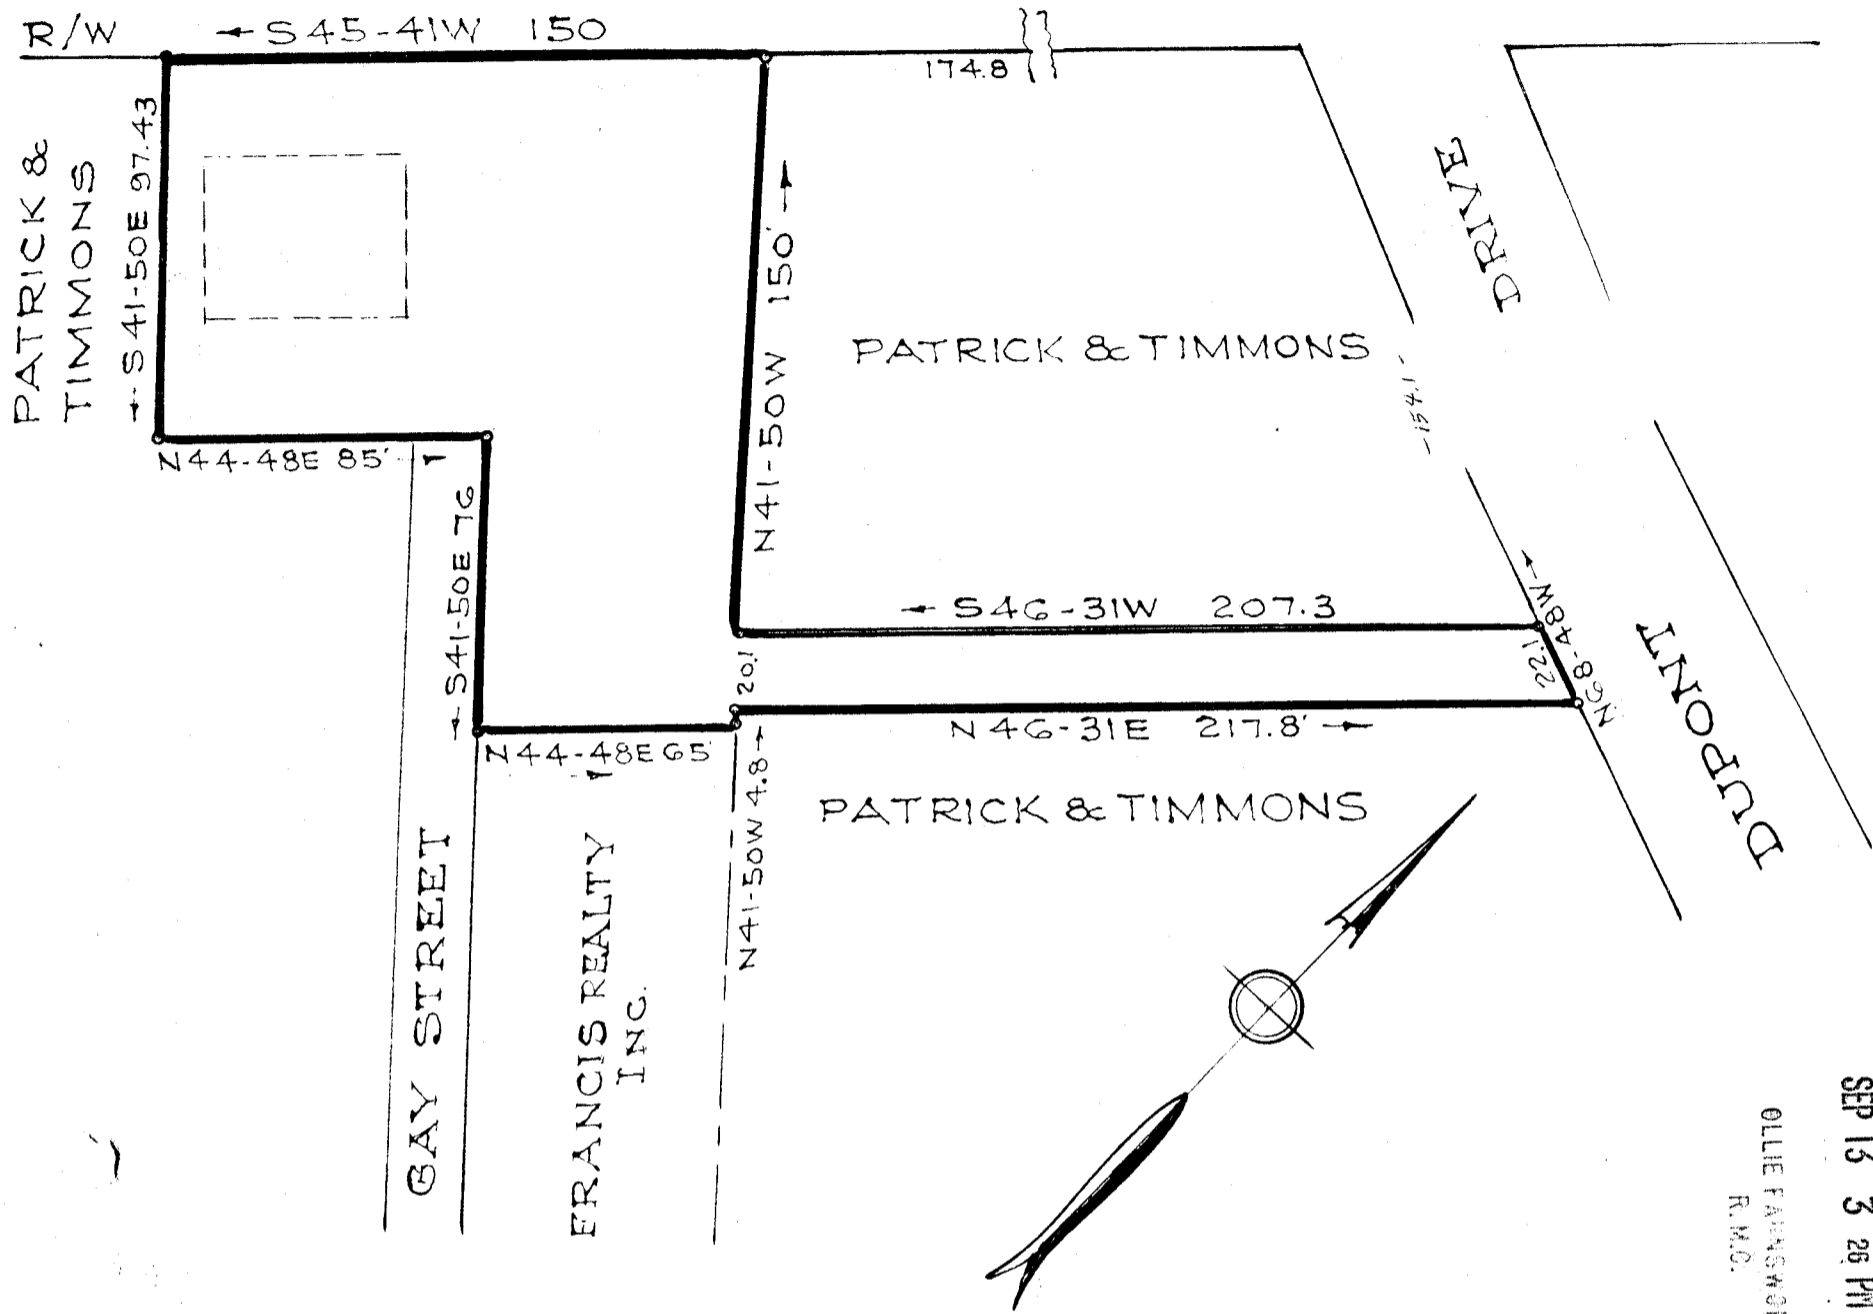 R/W
← S45-41W 150
174.8
PATRICK &
TIMMONS
← S41-50E 97.43
N41-50W 150' →
DRIVE
PATRICK & TIMMONS
-154.1-
N44-48E 85'
← S41-50E 76
← S46-31W 207.3
N68-48W →
22.1
20.1
DUPONT
N46-31E 217.8' →
N44-48E 65'
N41-50W 4.8 →
PATRICK & TIMMONS
GAY STREET
FRANCIS REALTY
INC.
SEP 15 3 26 PM
OLLIE
R.M.C.